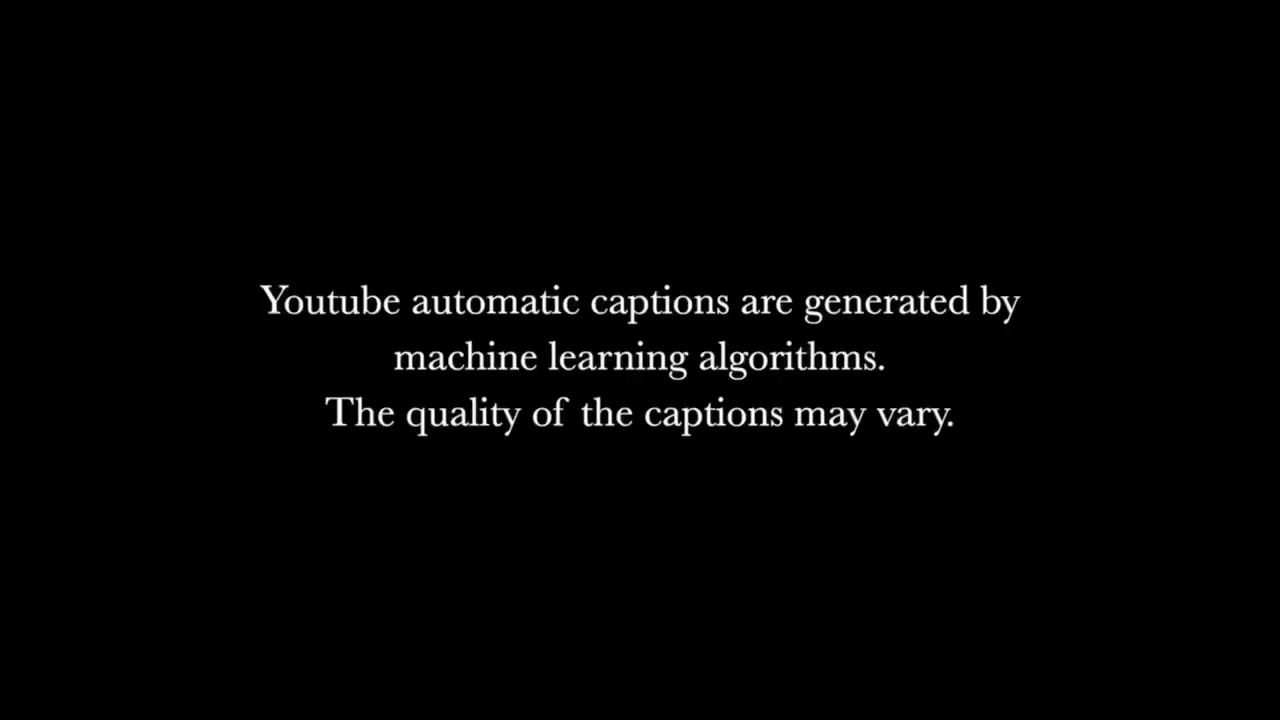 Youtube automatic captions are generated by
machine learning algorithms.
The quality of the captions may vary.